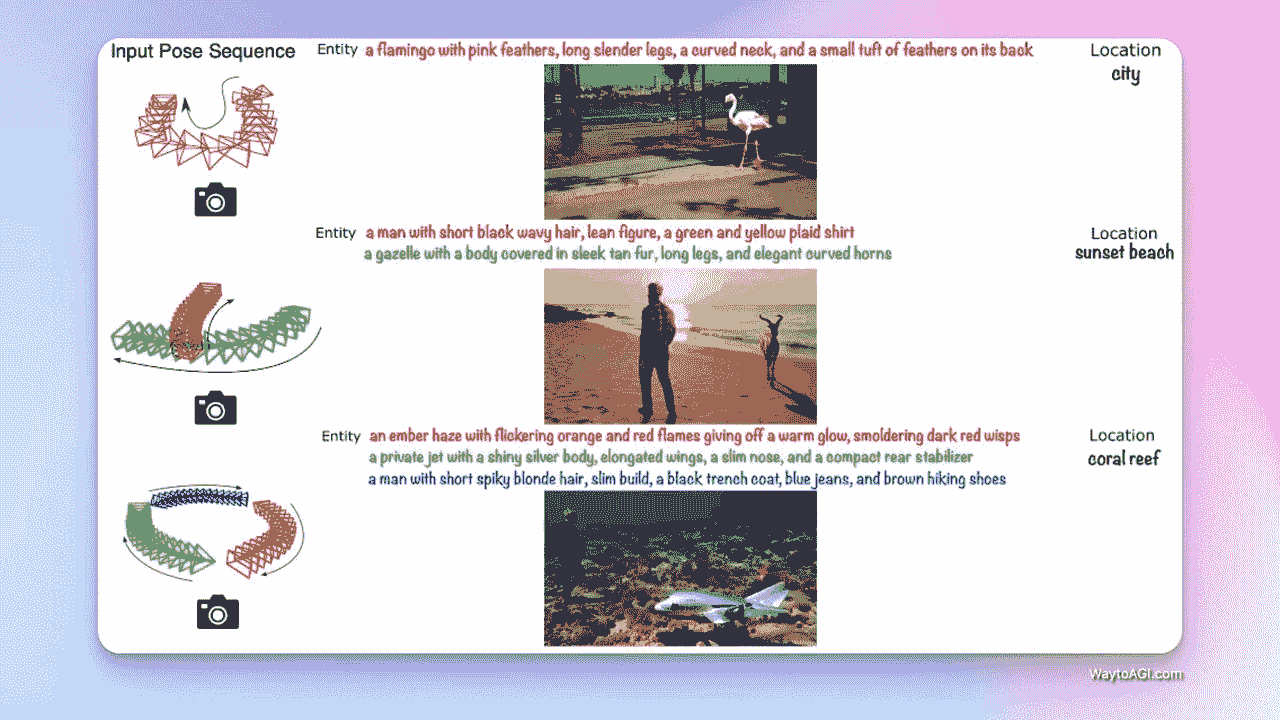 Input Pose Sequence
Entity a flamingo with pink feathers, long slender legs, a curved neck, and a small tuft of feathers on its back
Location
city
Entity a man with short black wavy hair, lean figure, a green and yellow plaid shirt
a gazelle with a body covered in sleek tan fur, long legs, and elegant curved horns
Location
sunset beach
Entity an ember haze with flickering orange and red flames giving off a warm glow, smoldering dark red wisps
a private jet with a shiny silver body, elongated wings, a slim nose, and a compact rear stabilizer
a man with short spiky blonde hair, slim build, a black trench coat, blue jeans, and brown hiking shoes
Location
coral reef
WaytoAGI.com